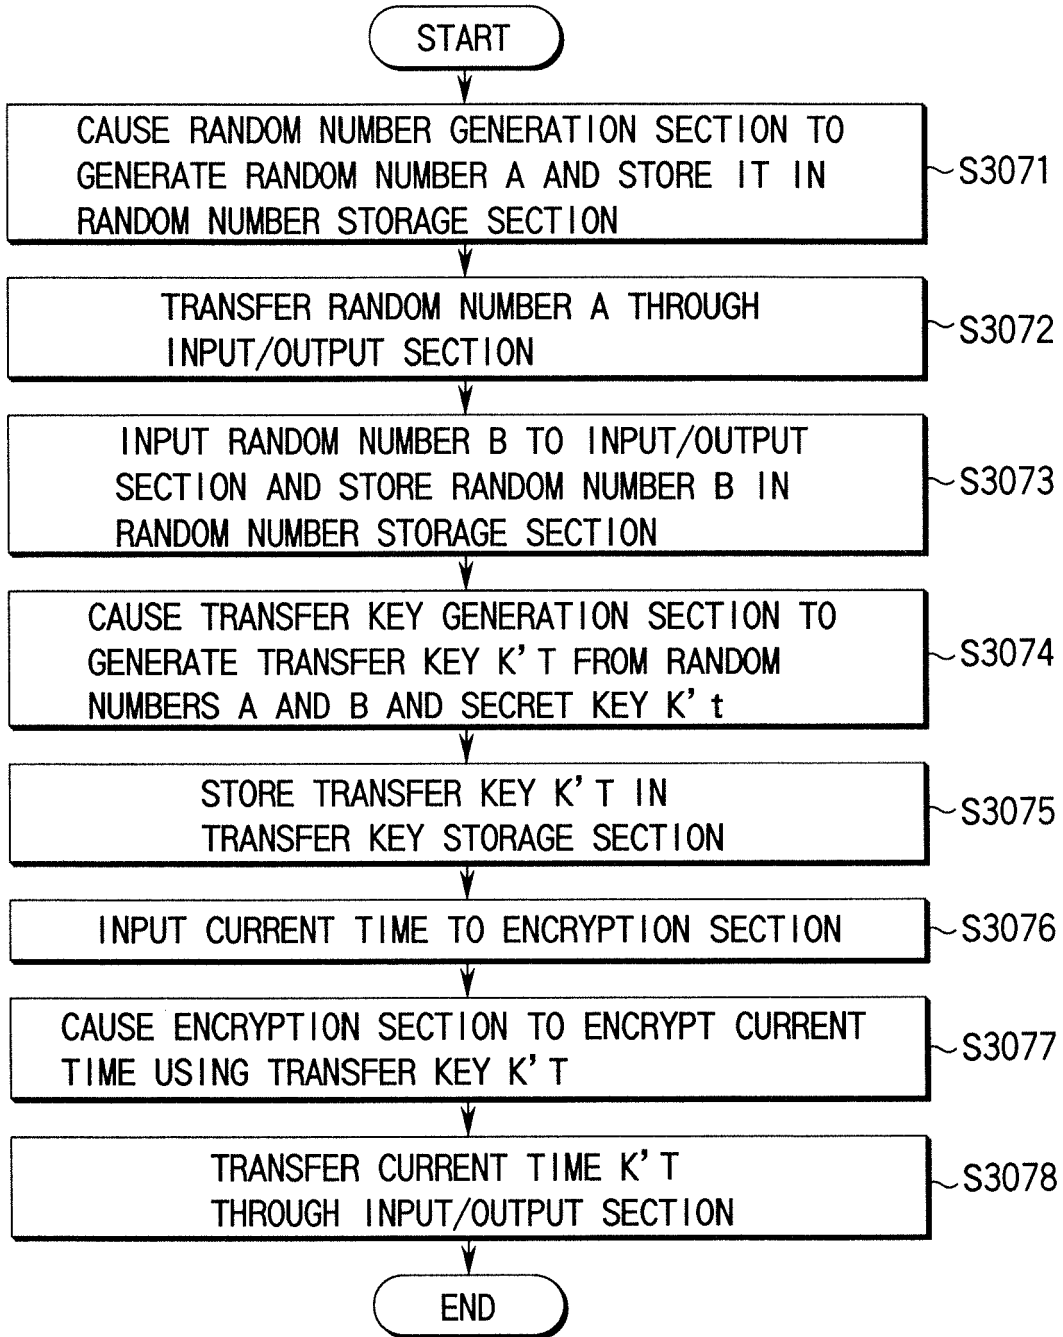 START
CAUSE RANDOM NUMBER GENERATION SECTION TO
GENERATE RANDOM NUMBER A AND STORE IT IN
RANDOM NUMBER STORAGE SECTION
S3071
TRANSFER RANDOM NUMBER A THROUGH
INPUT/OUTPUT SECTION
S3072
INPUT RANDOM NUMBER B TO INPUT/OUTPUT
SECTION AND STORE RANDOM NUMBER B IN
RANDOM NUMBER STORAGE SECTION
S3073
CAUSE TRANSFER KEY GENERATION SECTION TO
GENERATE TRANSFER KEY K'T FROM RANDOM
NUMBERS A AND B AND SECRET KEY K't
S3074
STORE TRANSFER KEY K'T IN
TRANSFER KEY STORAGE SECTION
S3075
INPUT CURRENT TIME TO ENCRYPTION SECTION
S3076
CAUSE ENCRYPTION SECTION TO ENCRYPT CURRENT
TIME USING TRANSFER KEY K'T
S3077
TRANSFER CURRENT TIME K'T
THROUGH INPUT/OUTPUT SECTION
S3078
END